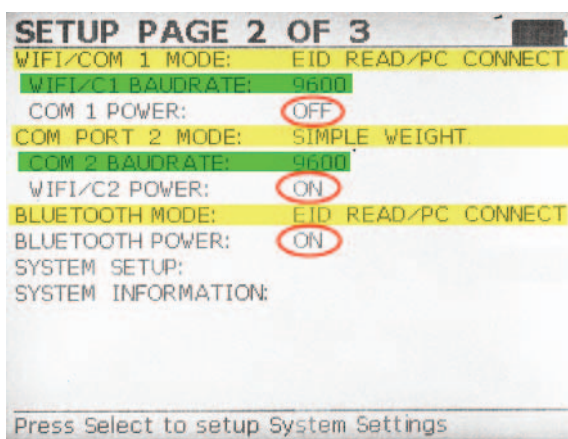 SETUP PAGE 2 OF 3
WIFI/COM 1 MODE: EID READ/PC CONNECT
WIFI/C1 BAUDRATE: 9600
COM 1 POWER: OFF
COM PORT 2 MODE: SIMPLE WEIGHT
COM 2 BAUDRATE: 9600
WIFI/C2 POWER: ON
BLUETOOTH MODE: EID READ/PC CONNECT
BLUETOOTH POWER: ON
SYSTEM SETUP:
SYSTEM INFORMATION:
Press Select to setup System Settings